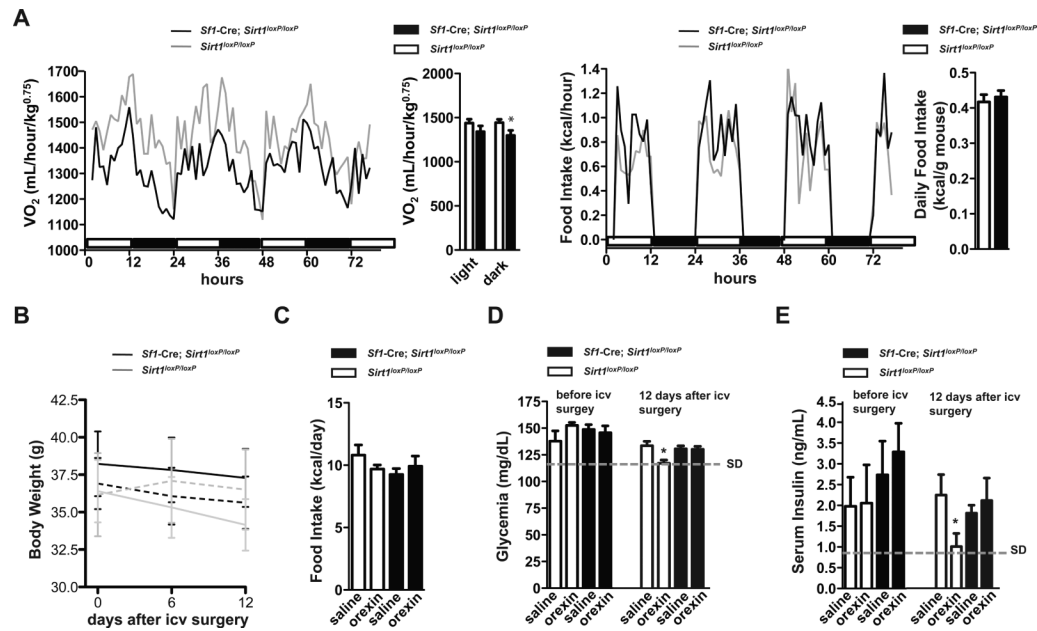 A
Sf1-Cre; Sirt1loxP/loxP
Sirt1loxP/loxP
Sf1-Cre; Sirt1loxP/loxP
Sirt1loxP/loxP
Sf1-Cre; Sirt1loxP/loxP
Sirt1loxP/loxP
Sf1-Cre; Sirt1loxP/loxP
Sirt1loxP/loxP
VO2 (mL/hour/kg0.75)
1700
1600
1500
1400
1300
1200
1100
1000
0 12 24 36 48 60 72
hours
VO2 (mL/hour/kg0.75)
2000
1500
1000
500
0
*
light
dark
Food Intake (kcal/hour)
1.4
1.2
1.0
0.8
0.6
0.4
0.2
0.0
0 12 24 36 48 60 72
hours
Daily Food Intake
(kcal/g mouse)
0.5
0.4
0.3
0.2
0.1
0.0
B
Sf1-Cre; Sirt1loxP/loxP
Sirt1loxP/loxP
Body Weight (g)
42.5
40.0
37.5
35.0
32.5
30.0
0 6 12
days after icv surgery
C
Sf1-Cre; Sirt1loxP/loxP
Sirt1loxP/loxP
Food Intake (kcal/day)
15
10
5
0
saline
orexin
saline
orexin
D
Sf1-Cre; Sirt1loxP/loxP
Sirt1loxP/loxP
before icv
surgey
12 days after icv
surgery
Glycemia (mg/dL)
175
150
125
100
75
50
25
0
*
SD
saline
orexin
saline
orexin
saline
orexin
saline
orexin
E
Sf1-Cre; Sirt1loxP/loxP
Sirt1loxP/loxP
before icv
surgery
12 days after icv
surgery
Serum Insulin (ng/mL)
4.5
4.0
3.5
3.0
2.5
2.0
1.5
1.0
0.5
0.0
*
SD
saline
orexin
saline
orexin
saline
orexin
saline
orexin